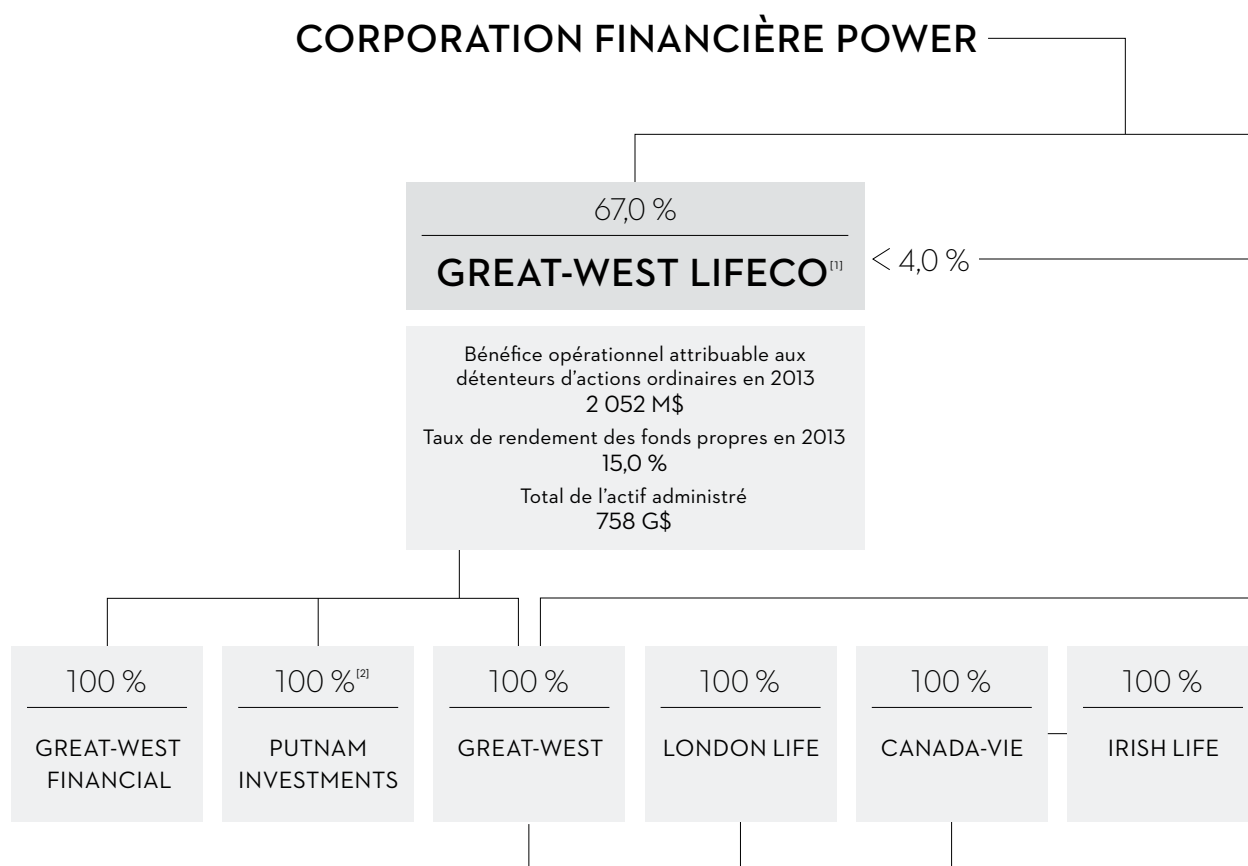 CORPORATION FINANCIÈRE POWER
67,0 %
GREAT-WEST LIFECO[1]
< 4,0 %
Bénéfice opérationnel attribuable aux
détenteurs d’actions ordinaires en 2013
2 052 M$
Taux de rendement des fonds propres en 2013
15,0 %
Total de l’actif administré
758 G$
100 %
GREAT-WEST
FINANCIAL
100 %[2]
PUTNAM
INVESTMENTS
100 %
GREAT-WEST
100 %
LONDON LIFE
100 %
CANADA-VIE
100 %
IRISH LIFE